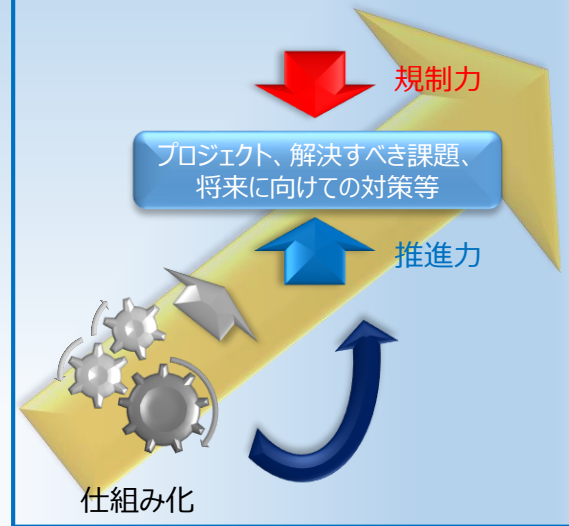 規制力
プロジェクト、解決すべき課題、
将来に向けての対策等
推進力
仕組み化